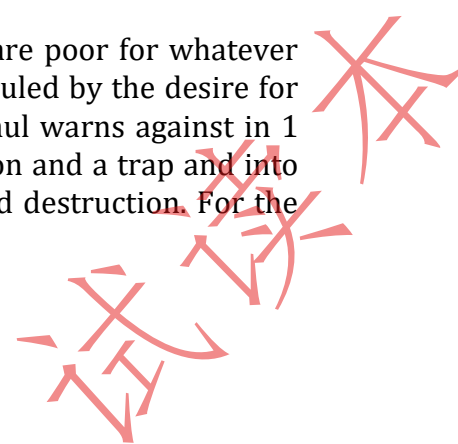 are poor for whatever
uled by the desire for
aul warns against in 1
on and a trap and into
d destruction. For the
试读本